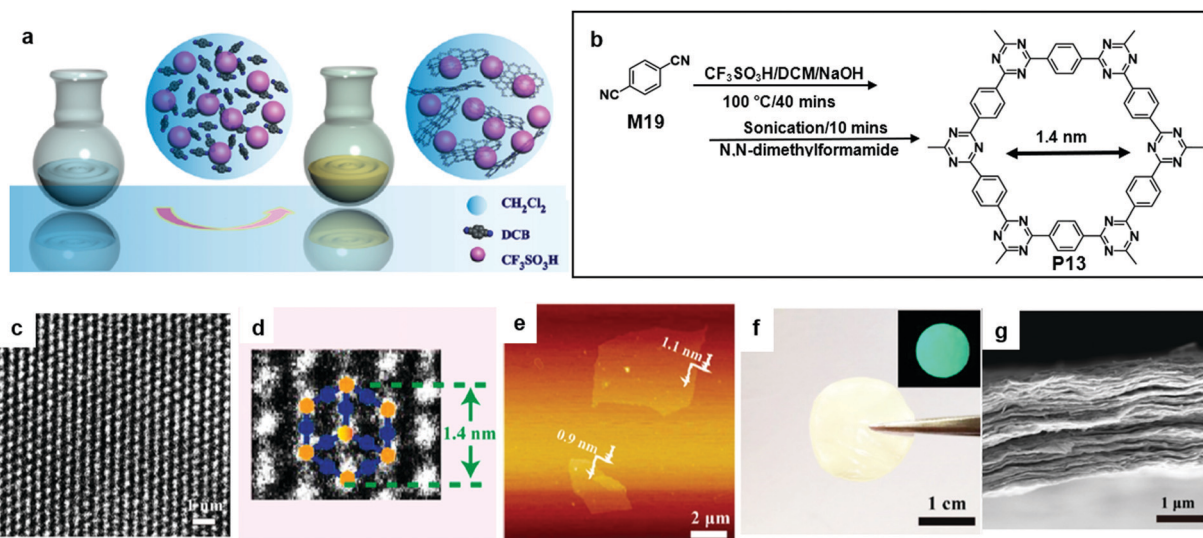 a
CH₂Cl₂
DCB
CF₃SO₃H
b
CN
NC
M19
CF₃SO₃H/DCM/NaOH
100 °C/40 mins
Sonication/10 mins
N,N-dimethylformamide
1.4 nm
N N N N
N N
N N
N N
N N
N N
N N
N N
P13
c
d
1.4 nm
e
1.1 nm
0.9 nm
2 μm
f
1 cm
g
1 μm